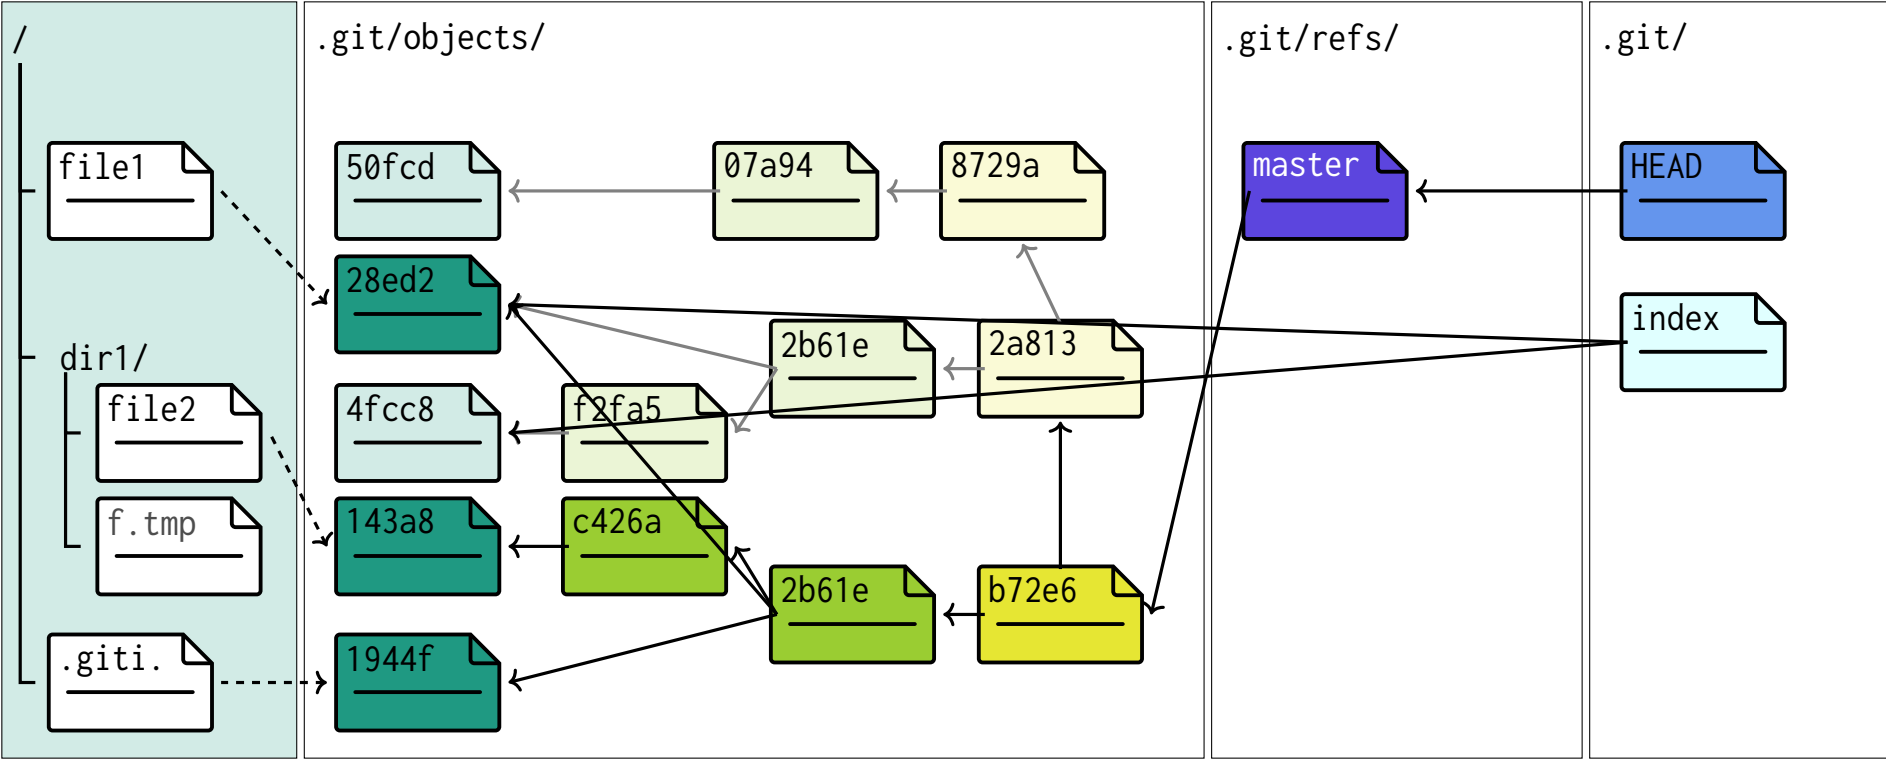 /
.git/objects/
.git/refs/
.git/
file1
50fcd
07a94
8729a
master
HEAD
28ed2
index
dir1/
2b61e
2a813
file2
4fcc8
f2fa5
f.tmp
143a8
c426a
2b61e
b72e6
.giti.
1944f